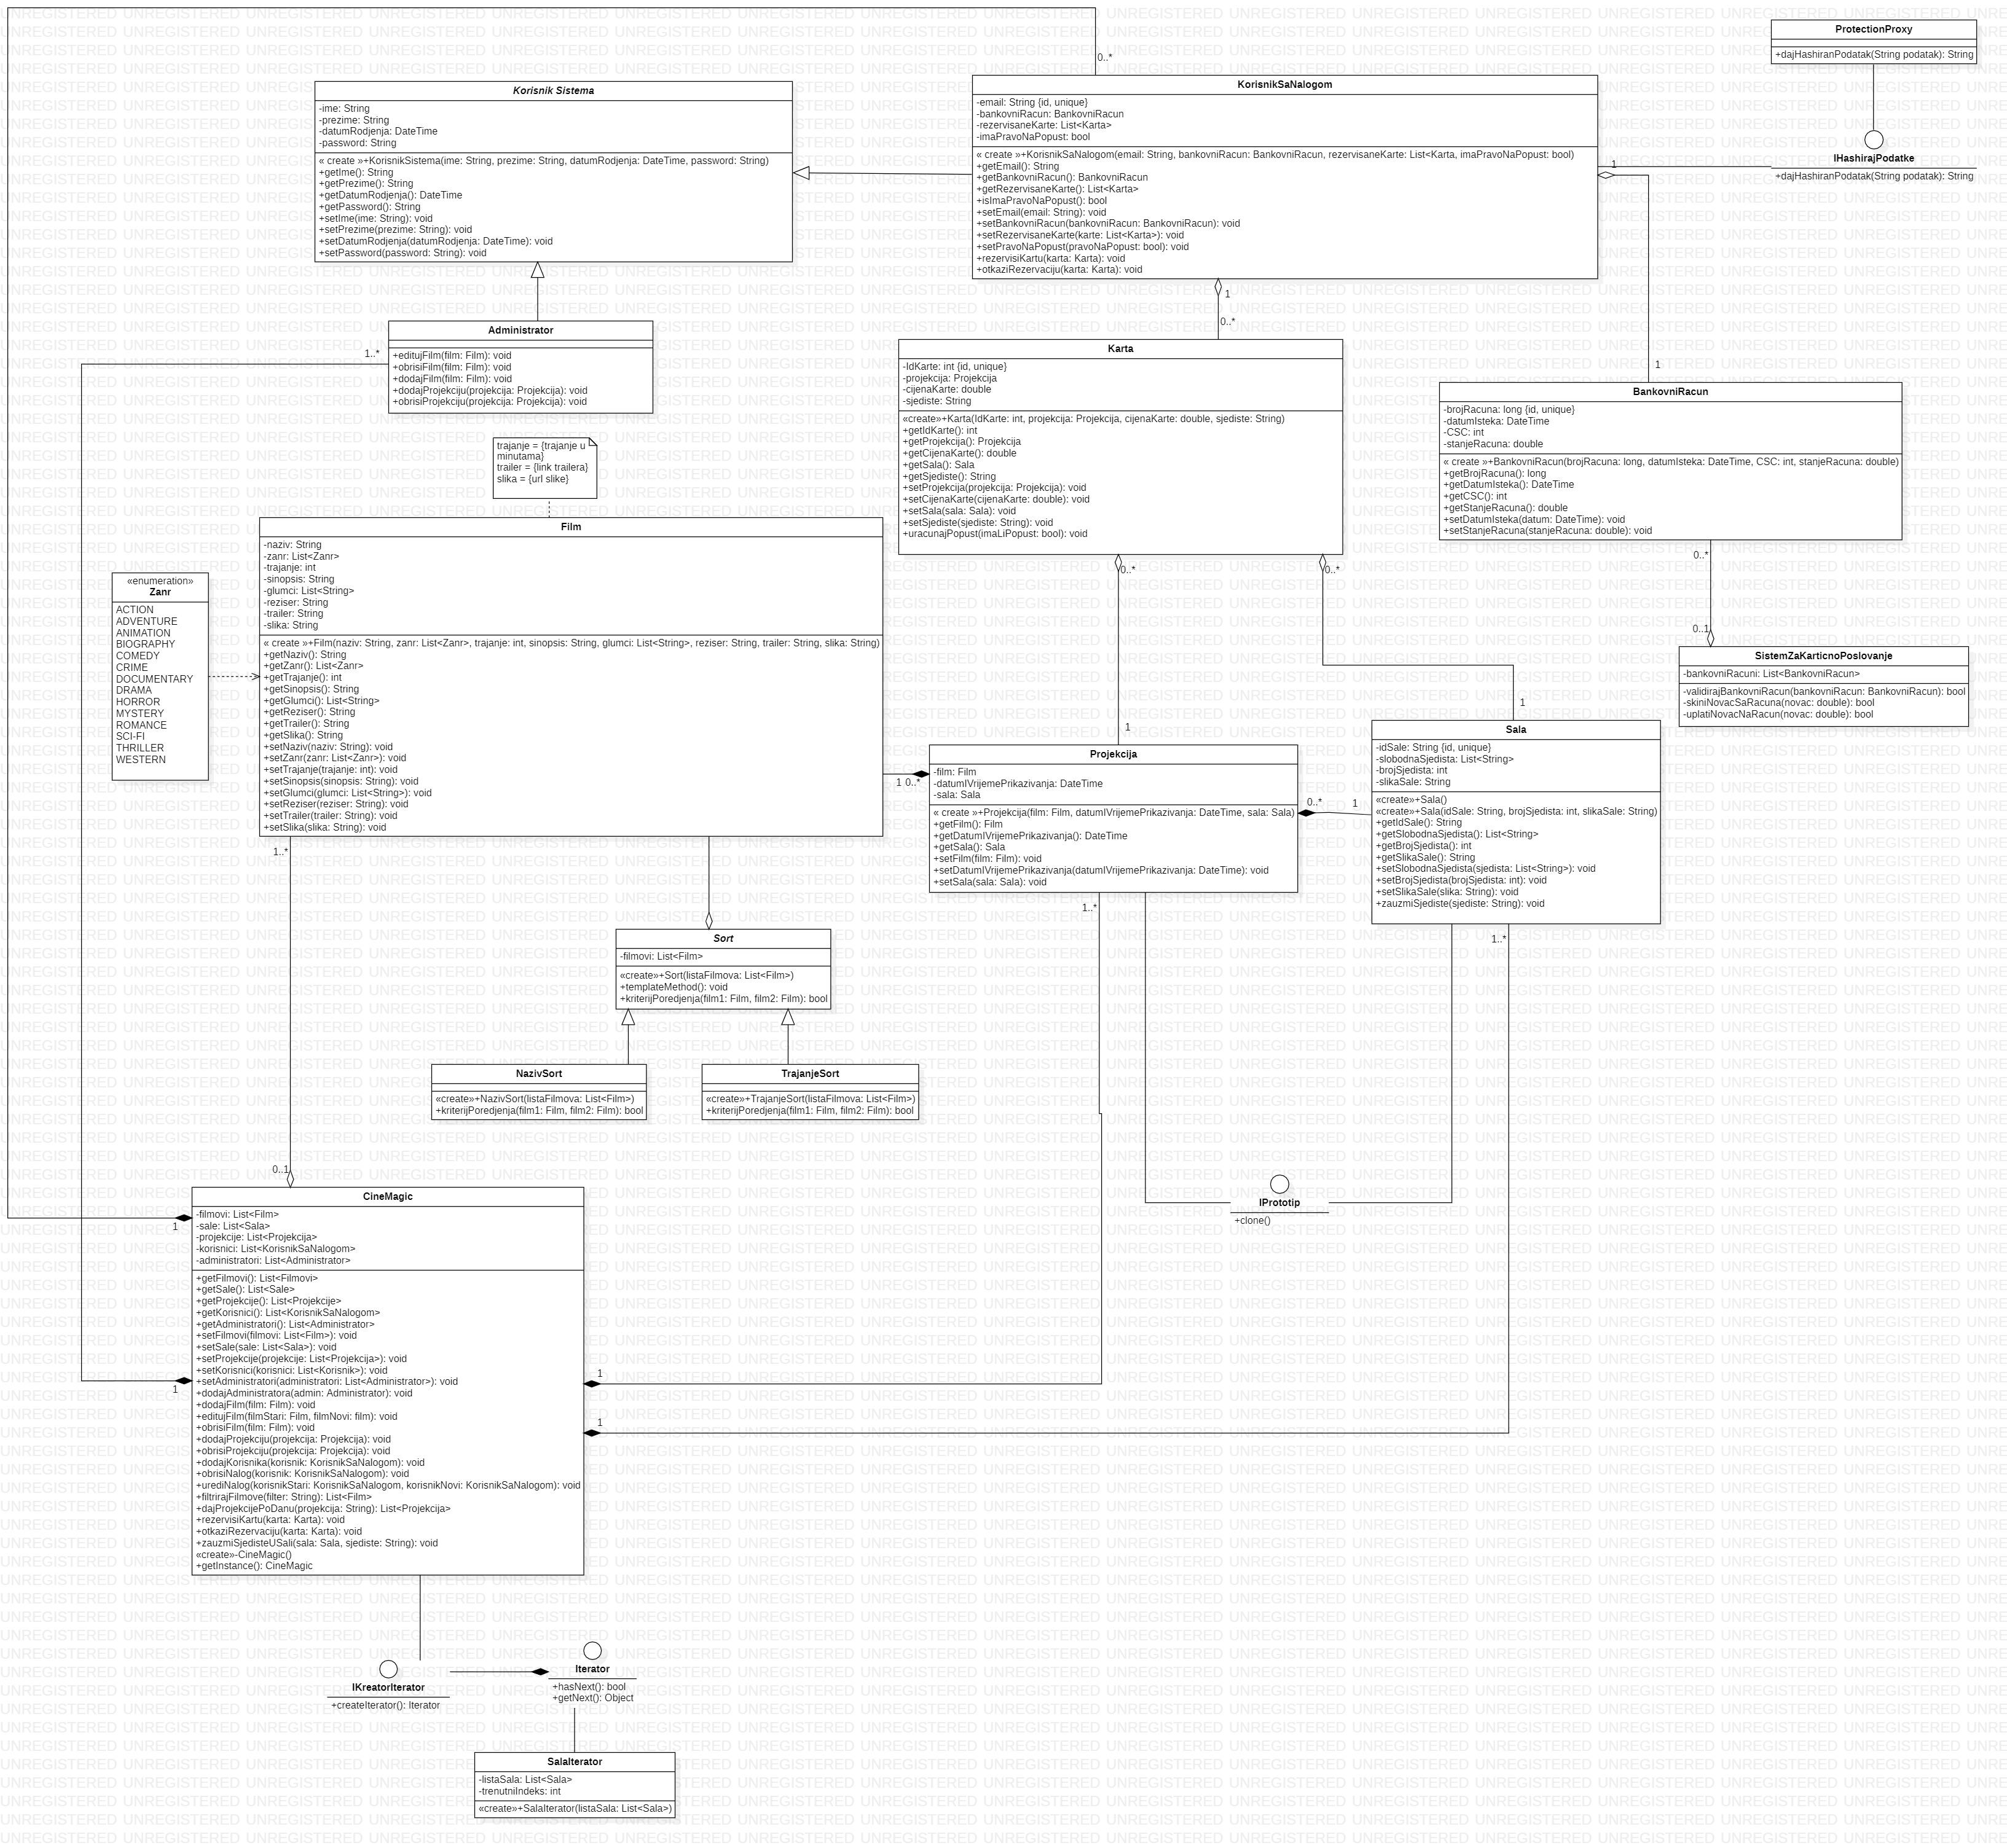 0..*
ProtectionProxy
+dajHashiranPodatak(String podatak): String
IHashirajPodatke
+dajHashiranPodatak(String podatak): String
Korisnik Sistema
-ime: String
-prezime: String
-datumRodjenja: DateTime
-password: String
« create »+KorisnikSistema(ime: String, prezime: String, datumRodjenja: DateTime, password: String)
+getIme(): String
+getPrezime(): String
+getDatumRodjenja(): DateTime
+getPassword(): String
+setIme(ime: String): void
+setPrezime(prezime: String): void
+setDatumRodjenja(datumRodjenja: DateTime): void
+setPassword(password: String): void
KorisnikSaNalogom
-email: String {id, unique}
-bankovniRacun: BankovniRacun
-rezervisaneKarte: List<Karta>
-imaPravoNaPopust: bool
« create »+KorisnikSaNalogom(email: String, bankovniRacun: BankovniRacun, rezervisaneKarte: List<Karta, imaPravoNaPopust: bool)
+getEmail(): String
+getBankovniRacun(): BankovniRacun
+getRezervisaneKarte(): List<Karta>
+isImaPravoNaPopust(): bool
+setEmail(email: String): void
+setBankovniRacun(bankovniRacun: BankovniRacun): void
+setRezervisaneKarte(karte: List<Karta>): void
+setPravoNaPopust(pravoNaPopust: bool): void
+rezervisiKartu(karta: Karta): void
+otkaziRezervaciju(karta: Karta): void
1
1
0..*
1
Administrator
+editujFilm(film: Film): void
+obrisiFilm(film: Film): void
+dodajFilm(film: Film): void
+dodajProjekciju(projekcija: Projekcija): void
+obrisiProjekciju(projekcija: Projekcija): void
1..*
Karta
-IdKarte: int {id, unique}
-projekcija: Projekcija
-cijenaKarte: double
-sjediste: String
«create»+Karta(IdKarte: int, projekcija: Projekcija, cijenaKarte: double, sjediste: String)
+getIdKarte(): int
+getProjekcija(): Projekcija
+getCijenaKarte(): double
+getSala(): Sala
+getSjediste(): String
+setProjekcija(projekcija: Projekcija): void
+setCijenaKarte(cijenaKarte: double): void
+setSala(sala: Sala): void
+setSjediste(sjediste: String): void
+uracunajPopust(imaLiPopust: bool): void
0..*
0..*
1
1
BankovniRacun
-brojRacuna: long {id, unique}
-datumIsteka: DateTime
-CSC: int
-stanjeRacuna: double
« create »+BankovniRacun(brojRacuna: long, datumIsteka: DateTime, CSC: int, stanjeRacuna: double)
+getBrojRacuna(): long
+getDatumIsteka(): DateTime
+getCSC(): int
+getStanjeRacuna(): double
+setDatumIsteka(datum: DateTime): void
+setStanjeRacuna(stanjeRacuna: double): void
0..*
0..1
SistemZaKarticnoPoslovanje
-bankovniRacuni: List<BankovniRacun>
-validirajBankovniRacun(bankovniRacun: BankovniRacun): bool
-skiniNovacSaRacuna(novac: double): bool
-uplatiNovacNaRacun(novac: double): bool
trajanje = {trajanje u
minutama}
trailer = {link trailera}
slika = {url slike}
«enumeration»
Zanr
ACTION
ADVENTURE
ANIMATION
BIOGRAPHY
COMEDY
CRIME
DOCUMENTARY
DRAMA
HORROR
MYSTERY
ROMANCE
SCI-FI
THRILLER
WESTERN
Film
-naziv: String
-zanr: List<Zanr>
-trajanje: int
-sinopsis: String
-glumci: List<String>
-reziser: String
-trailer: String
-slika: String
« create »+Film(naziv: String, zanr: List<Zanr>, trajanje: int, sinopsis: String, glumci: List<String>, reziser: String, trailer: String, slika: String)
+getNaziv(): String
+getZanr(): List<Zanr>
+getTrajanje(): int
+getSinopsis(): String
+getGlumci(): List<String>
+getReziser(): String
+getTrailer(): String
+getSlika(): String
+setNaziv(naziv: String): void
+setZanr(zanr: List<Zanr>): void
+setTrajanje(trajanje: int): void
+setSinopsis(sinopsis: String): void
+setGlumci(glumci: List<String>): void
+setReziser(reziser: String): void
+setTrailer(trailer: String): void
+setSlika(slika: String): void
1 0..*
1..*
Projekcija
-film: Film
-datumIVrijemePrikazivanja: DateTime
-sala: Sala
« create »+Projekcija(film: Film, datumIVrijemePrikazivanja: DateTime, sala: Sala)
+getFilm(): Film
+getDatumIVrijemePrikazivanja(): DateTime
+getSala(): Sala
+setFilm(film: Film): void
+setDatumIVrijemePrikazivanja(datumIVrijemePrikazivanja: DateTime): void
+setSala(sala: Sala): void
0..*
1
1..*
Sala
-idSale: String {id, unique}
-slobodnaSjedista: List<String>
-brojSjedista: int
-slikaSale: String
«create»+Sala()
«create»+Sala(idSale: String, brojSjedista: int, slikaSale: String)
+getIdSale(): String
+getSlobodnaSjedista(): List<String>
+getBrojSjedista(): int
+getSlikaSale(): String
+setSlobodnaSjedista(sjedista: List<String>): void
+setBrojSjedista(brojSjedista: int): void
+setSlikaSale(slika: String): void
+zauzmiSjediste(sjediste: String): void
1..*
Sort
-filmovi: List<Film>
«create»+Sort(listaFilmova: List<Film>)
+templateMethod(): void
+kriterijPoredjenja(film1: Film, film2: Film): bool
NazivSort
«create»+NazivSort(listaFilmova: List<Film>)
+kriterijPoredjenja(film1: Film, film2: Film): bool
TrajanjeSort
«create»+TrajanjeSort(listaFilmova: List<Film>)
+kriterijPoredjenja(film1: Film, film2: Film): bool
IPrototip
+clone()
0..1
CineMagic
-filmovi: List<Film>
-sale: List<Sala>
-projekcije: List<Projekcija>
-korisnici: List<KorisnikSaNalogom>
-administratori: List<Administrator>
+getFilmovi(): List<Filmovi>
+getSale(): List<Sale>
+getProjekcije(): List<Projekcije>
+getKorisnici(): List<KorisnikSaNalogom>
+getAdministratori(): List<Administrator>
+setFilmovi(filmovi: List<Film>): void
+setSale(sale: List<Sala>): void
+setProjekcije(projekcije: List<Projekcija>): void
+setKorisnici(korisnici: List<Korisnik>): void
+setAdministratori(administratori: List<Administrator>): void
+dodajAdministratora(admin: Administrator): void
+dodajFilm(film: Film): void
+editujFilm(filmStari: Film, filmNovi: film): void
+obrisiFilm(film: Film): void
+dodajProjekciju(projekcija: Projekcija): void
+obrisiProjekciju(projekcija: Projekcija): void
+dodajKorisnika(korisnik: KorisnikSaNalogom): void
+obrisiNalog(korisnik: KorisnikSaNalogom): void
+urediNalog(korisnikStari: KorisnikSaNalogom, korisnikNovi: KorisnikSaNalogom): void
+filtrirajFilmove(filter: String): List<Film>
+dajProjekcijePoDanu(projekcija: String): List<Projekcija>
+rezervisiKartu(karta: Karta): void
+otkaziRezervaciju(karta: Karta): void
+zauzmiSjedisteUSali(sala: Sala, sjediste: String): void
«create»-CineMagic()
+getInstance(): CineMagic
1
1
1
1
IKreatorIterator
+createIterator(): Iterator
Iterator
+hasNext(): bool
+getNext(): Object
SalaIterator
-listaSala: List<Sala>
-trenutniIndeks: int
«create»+SalaIterator(listaSala: List<Sala>)